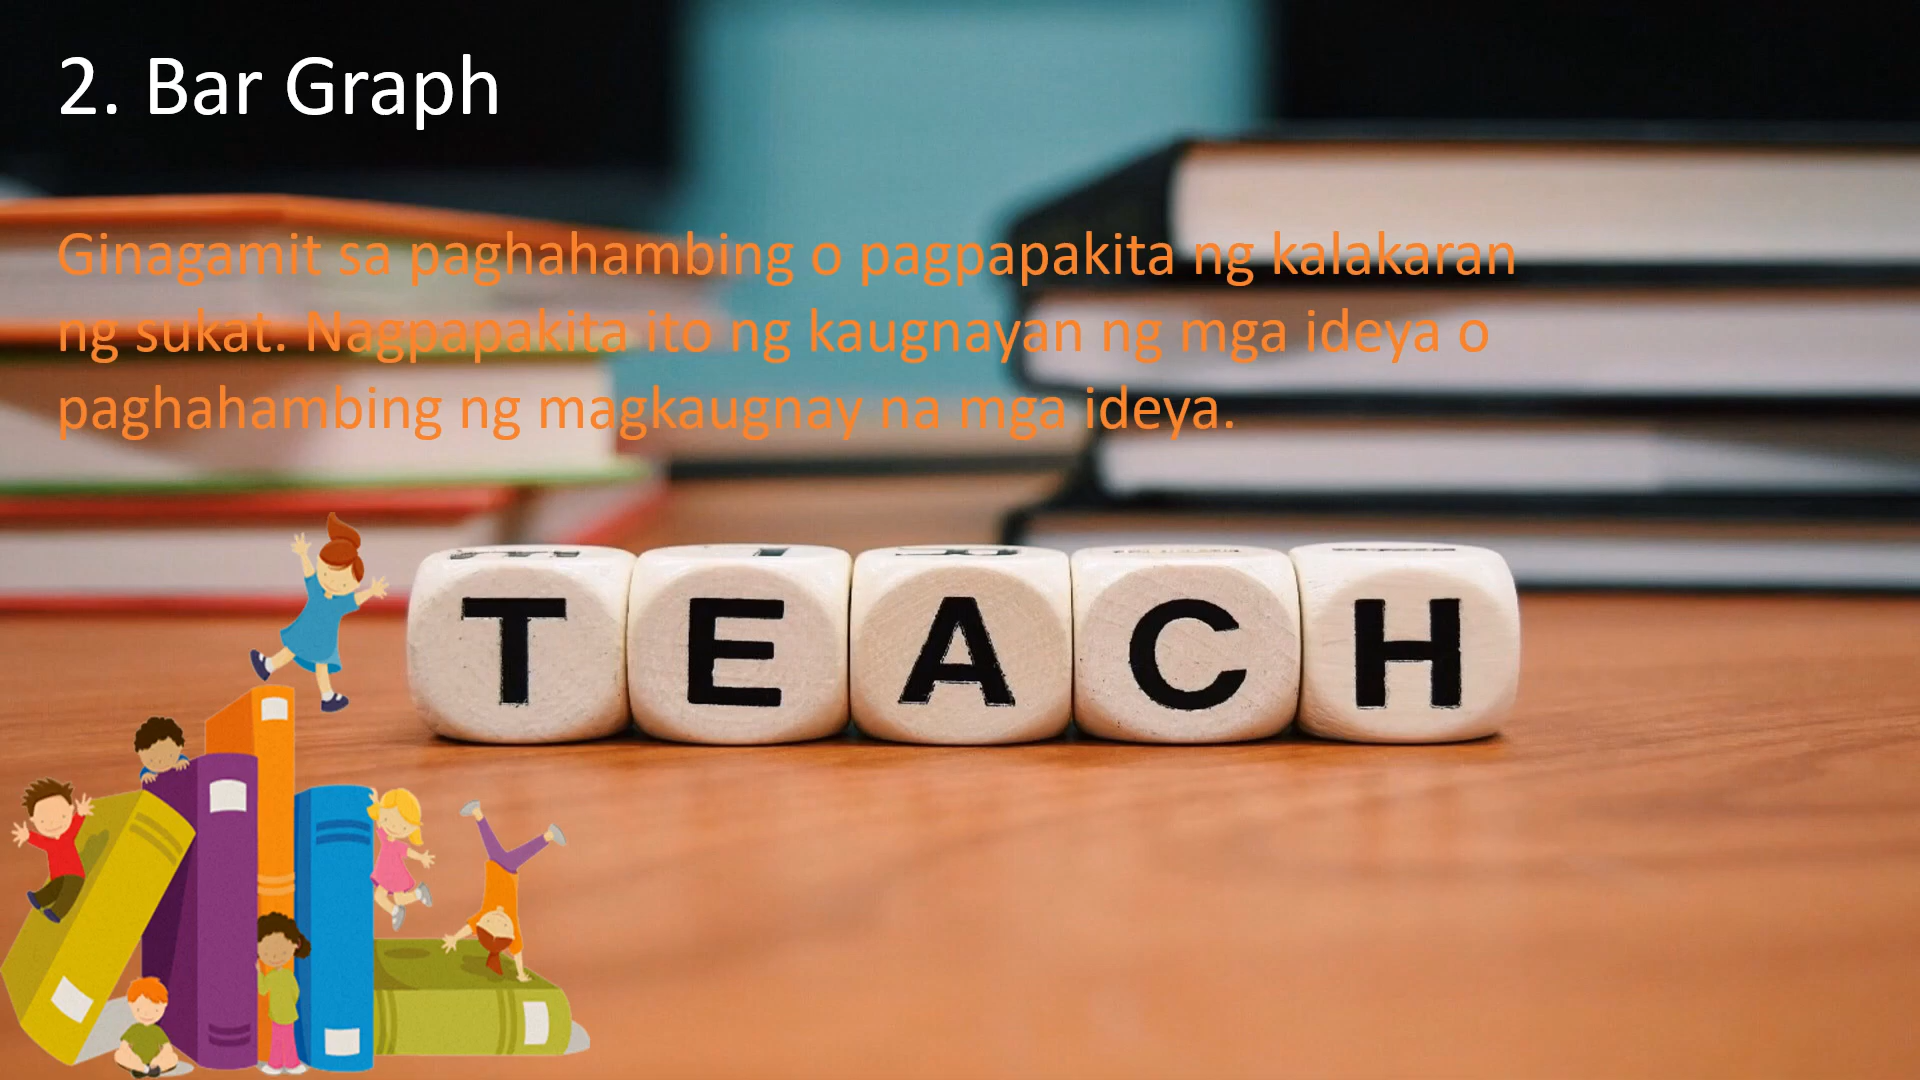 2. Bar Graph
Ginagamit sa paghahambing o pagpapakita ng kalakaran
ng sukat. Nagpapakita ito ng kaugnayan ng mga ideya o
paghahambing ng magkaugnay na mga ideya.
TEACH